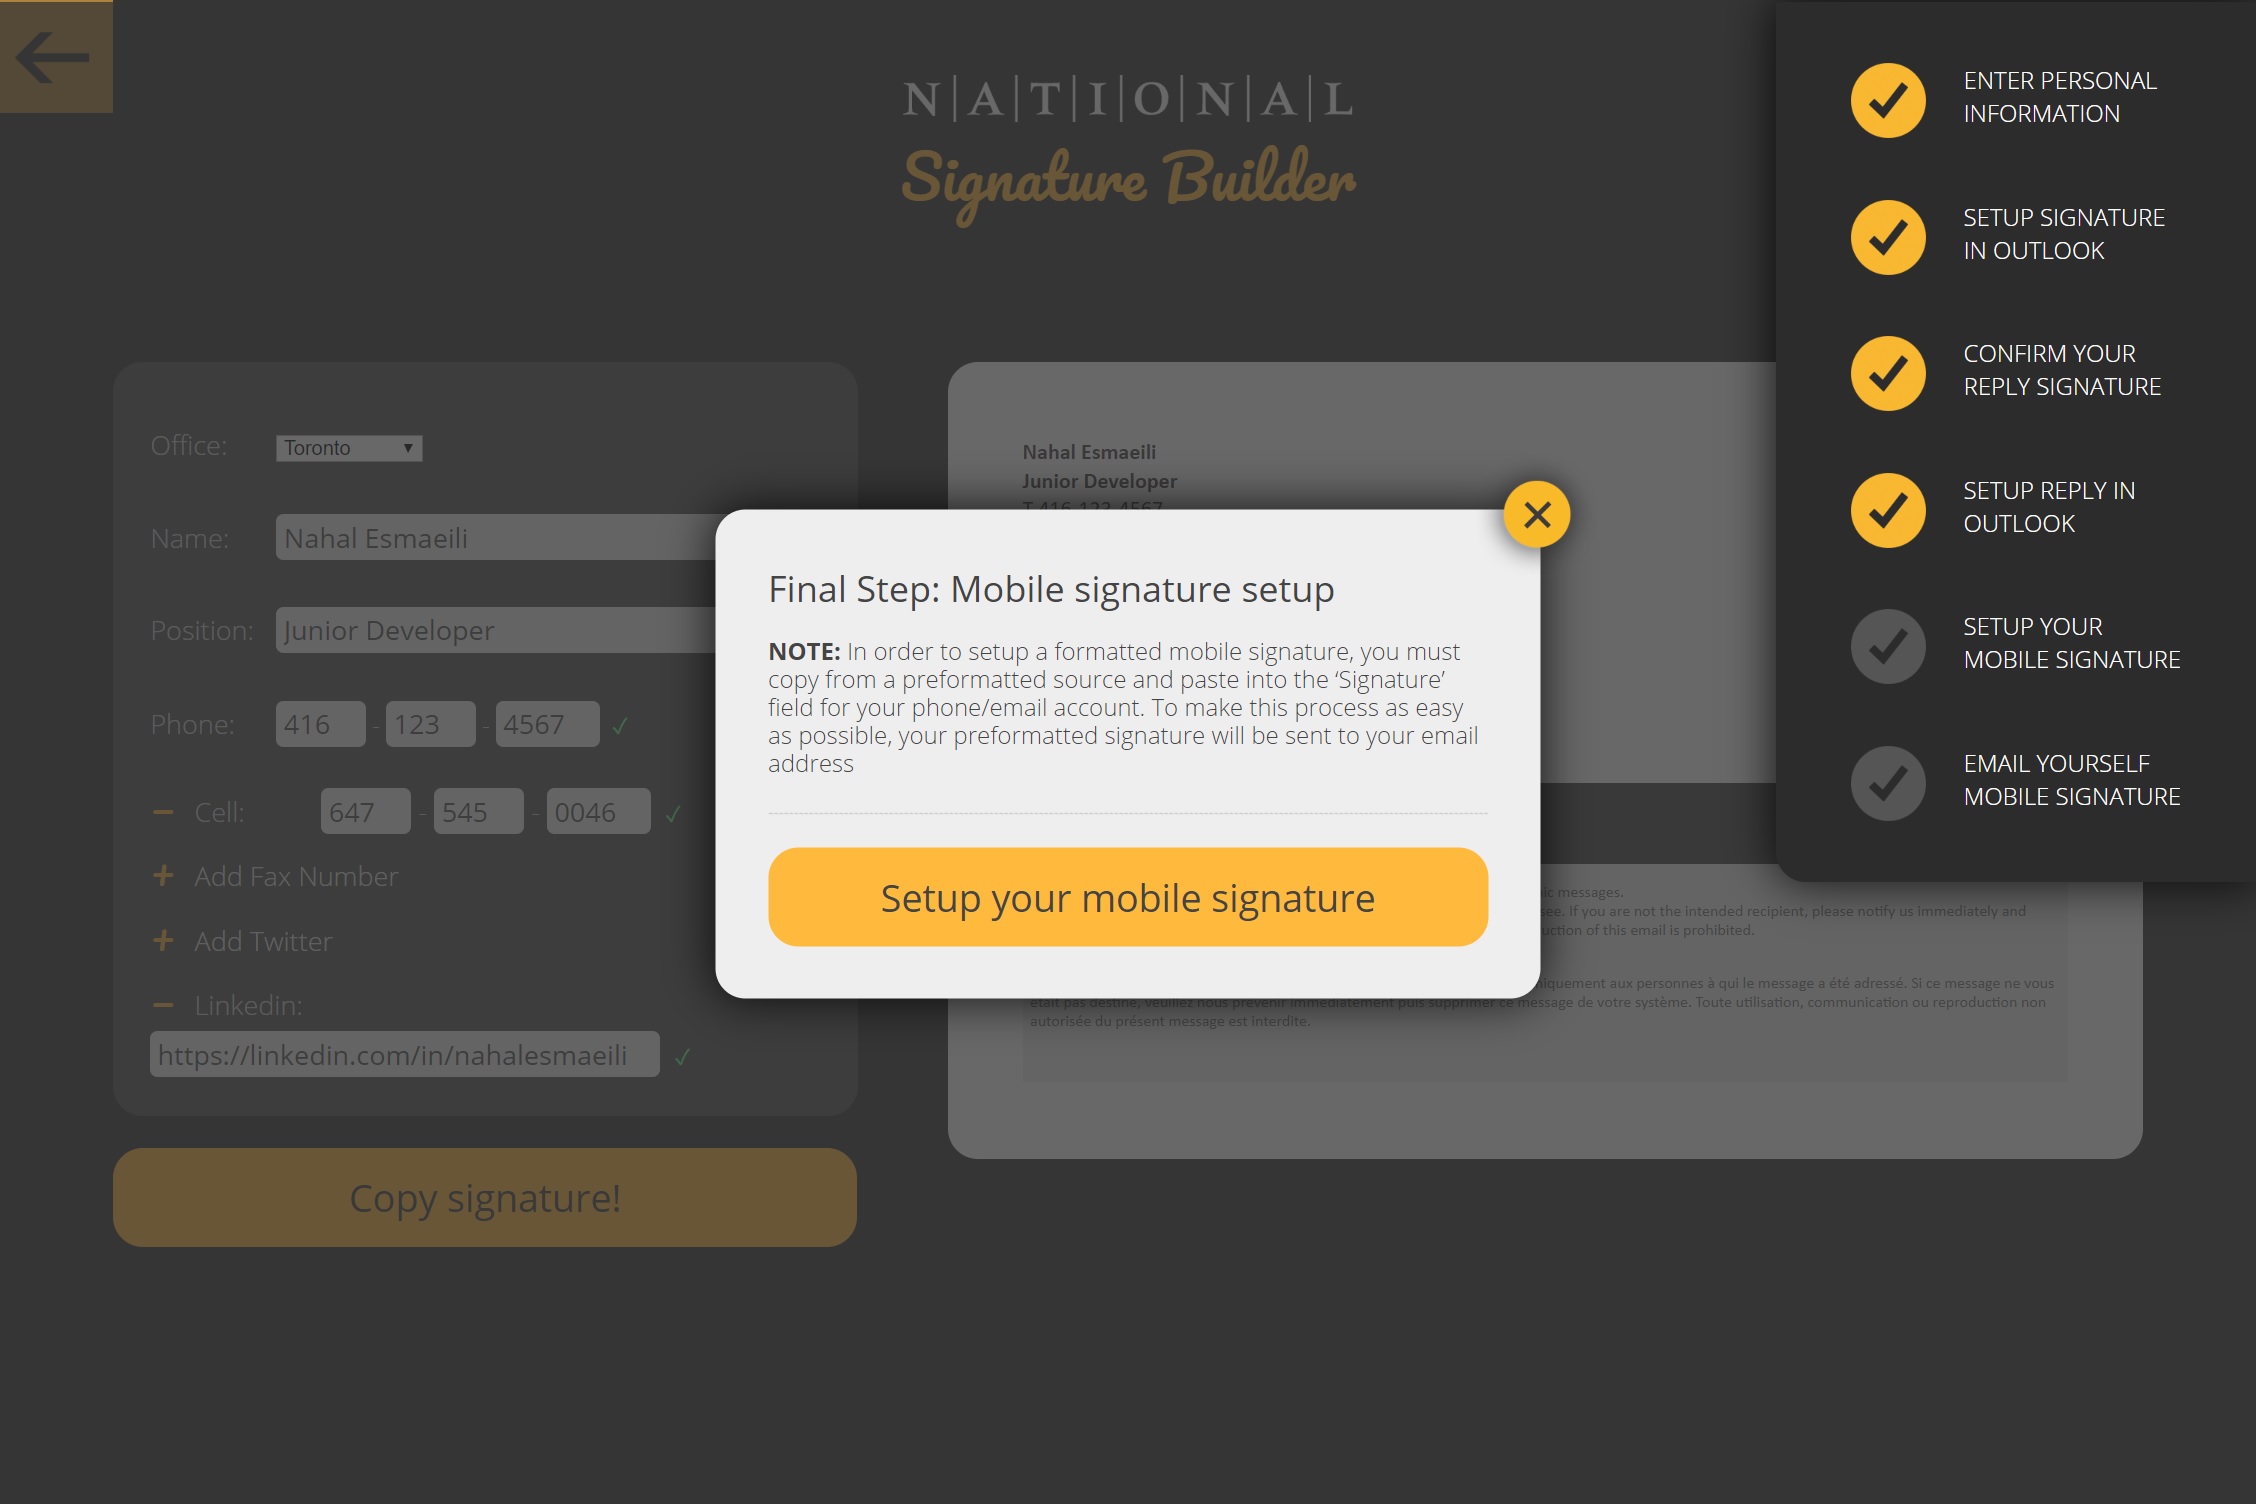 N|A|T|I|O|N|A|L
Signature Builder
ENTER PERSONAL
INFORMATION
SETUP SIGNATURE
IN OUTLOOK
CONFIRM YOUR
REPLY SIGNATURE
SETUP REPLY IN
OUTLOOK
SETUP YOUR
MOBILE SIGNATURE
EMAIL YOURSELF
MOBILE SIGNATURE
Office: Toronto
Name: Nahal Esmaeili
Position: Junior Developer
Phone: 416 - 123 - 4567
Cell: 647 - 545 - 0046
Add Fax Number
Add Twitter
Linkedin:
https://linkedin.com/in/nahalesmaeili
Copy signature!
Nahal Esmaeili
Junior Developer
T 416-123-4567
Final Step: Mobile signature setup
NOTE: In order to setup a formatted mobile signature, you must
copy from a preformatted source and paste into the ‘Signature’
field for your phone/email account. To make this process as easy
as possible, your preformatted signature will be sent to your email
address
Setup your mobile signature
messages.
If you are not the intended recipient, please notify us immediately and
of this email is prohibited.
aux personnes à qui le message a été adressé. Si ce message ne vous
était pas destiné, veuillez nous prévenir immédiatement puis supprimer ce message de votre système. Toute utilisation, communication ou reproduction non
autorisée du présent message est interdite.